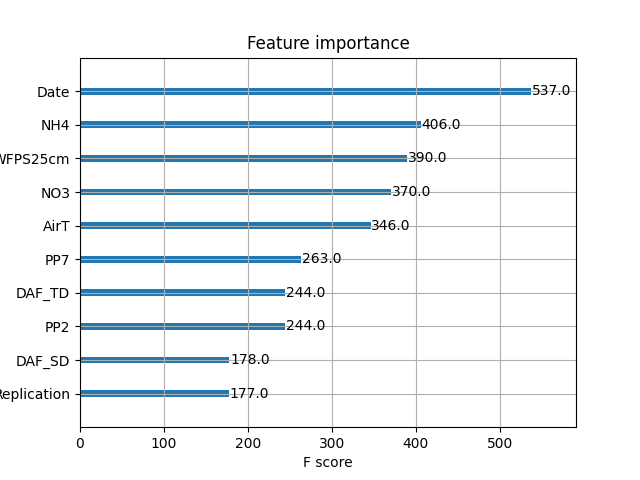 Feature importance
Date 537.0
NH4 406.0
WFPS25cm 390.0
NO3 370.0
AirT 346.0
PP7 263.0
DAF_TD 244.0
PP2 244.0
DAF_SD 178.0
Replication 177.0
0 100 200 300 400 500
F score